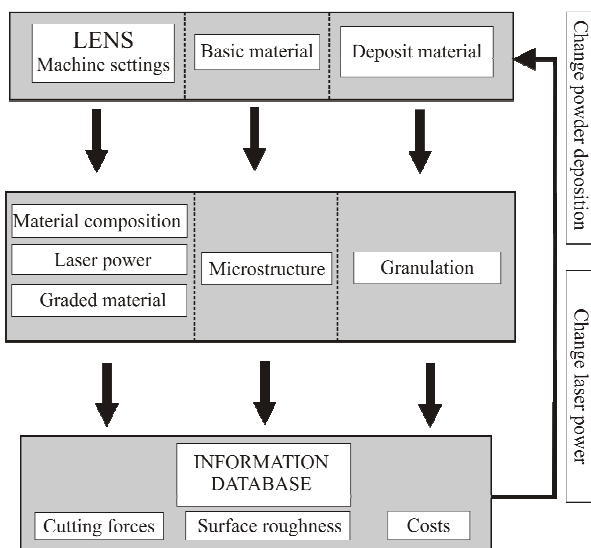 LENS
Machine settings
Basic material
Deposit material
Material composition
Laser power
Graded material
Microstructure
Granulation
INFORMATION
DATABASE
Cutting forces
Surface roughness
Costs
Change powder deposition
Change laser power